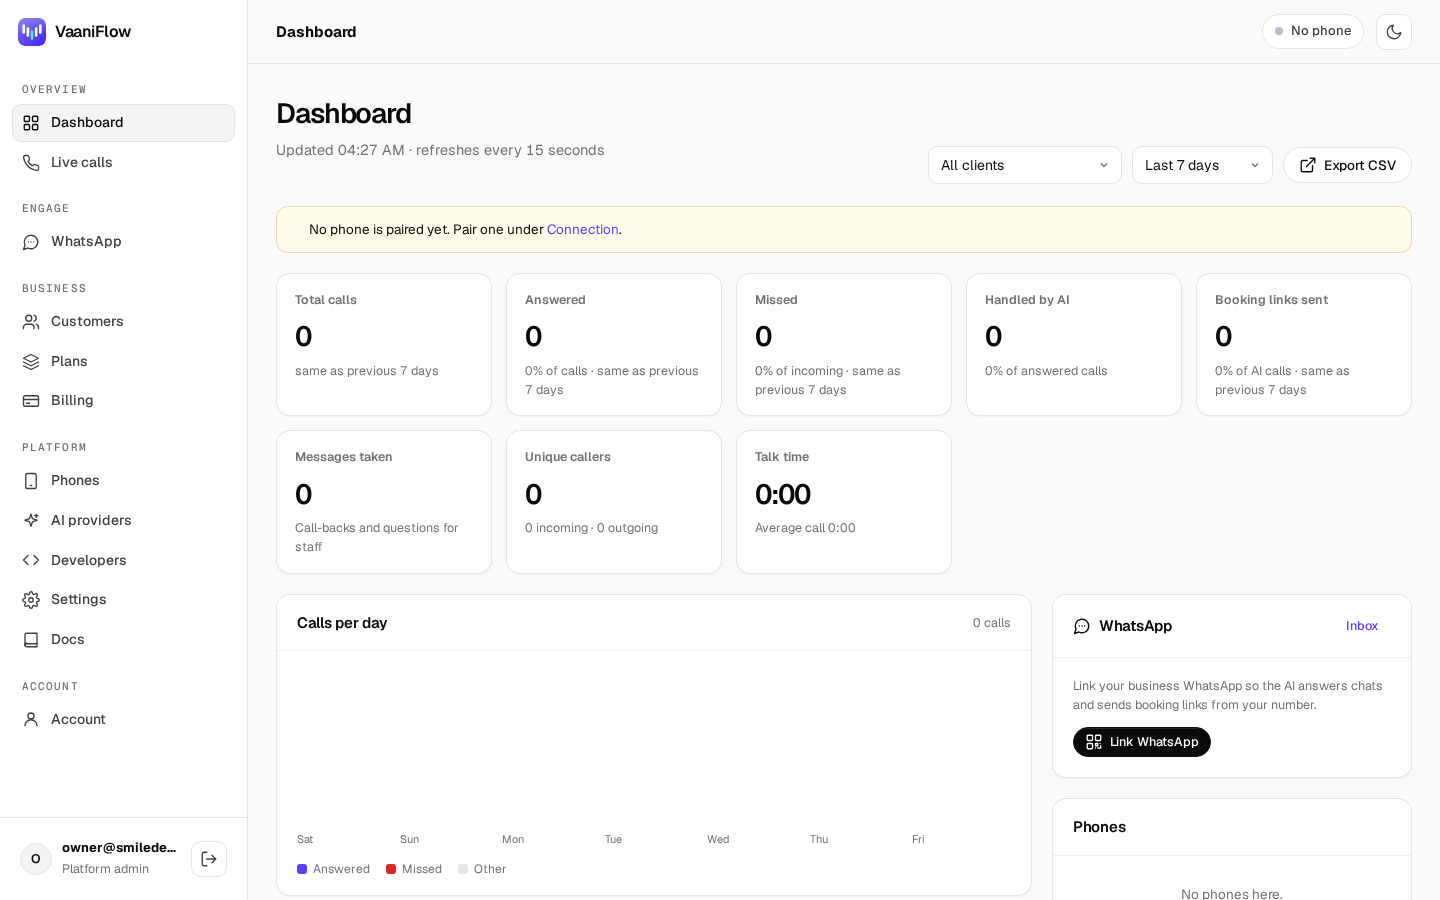 VaaniFlow
OVERVIEW
Dashboard
Live calls
ENGAGE
WhatsApp
BUSINESS
Customers
Plans
Billing
PLATFORM
Phones
AI providers
Developers
Settings
Docs
ACCOUNT
Account
O
owner@smilede...
Platform admin
Dashboard
No phone
Dashboard
Updated 04:27 AM · refreshes every 15 seconds
All clients
Last 7 days
Export CSV
No phone is paired yet. Pair one under Connection.
Total calls
0
same as previous 7 days
Answered
0
0% of calls · same as previous
7 days
Missed
0
0% of incoming · same as
previous 7 days
Handled by AI
0
0% of answered calls
Booking links sent
0
0% of AI calls · same as
previous 7 days
Messages taken
0
Call-backs and questions for
staff
Unique callers
0
0 incoming · 0 outgoing
Talk time
0:00
Average call 0:00
Calls per day
0 calls
Sat Sun Mon Tue Wed Thu Fri
Answered Missed Other
WhatsApp
Inbox
Link your business WhatsApp so the AI answers chats
and sends booking links from your number.
Link WhatsApp
Phones
No phones here.